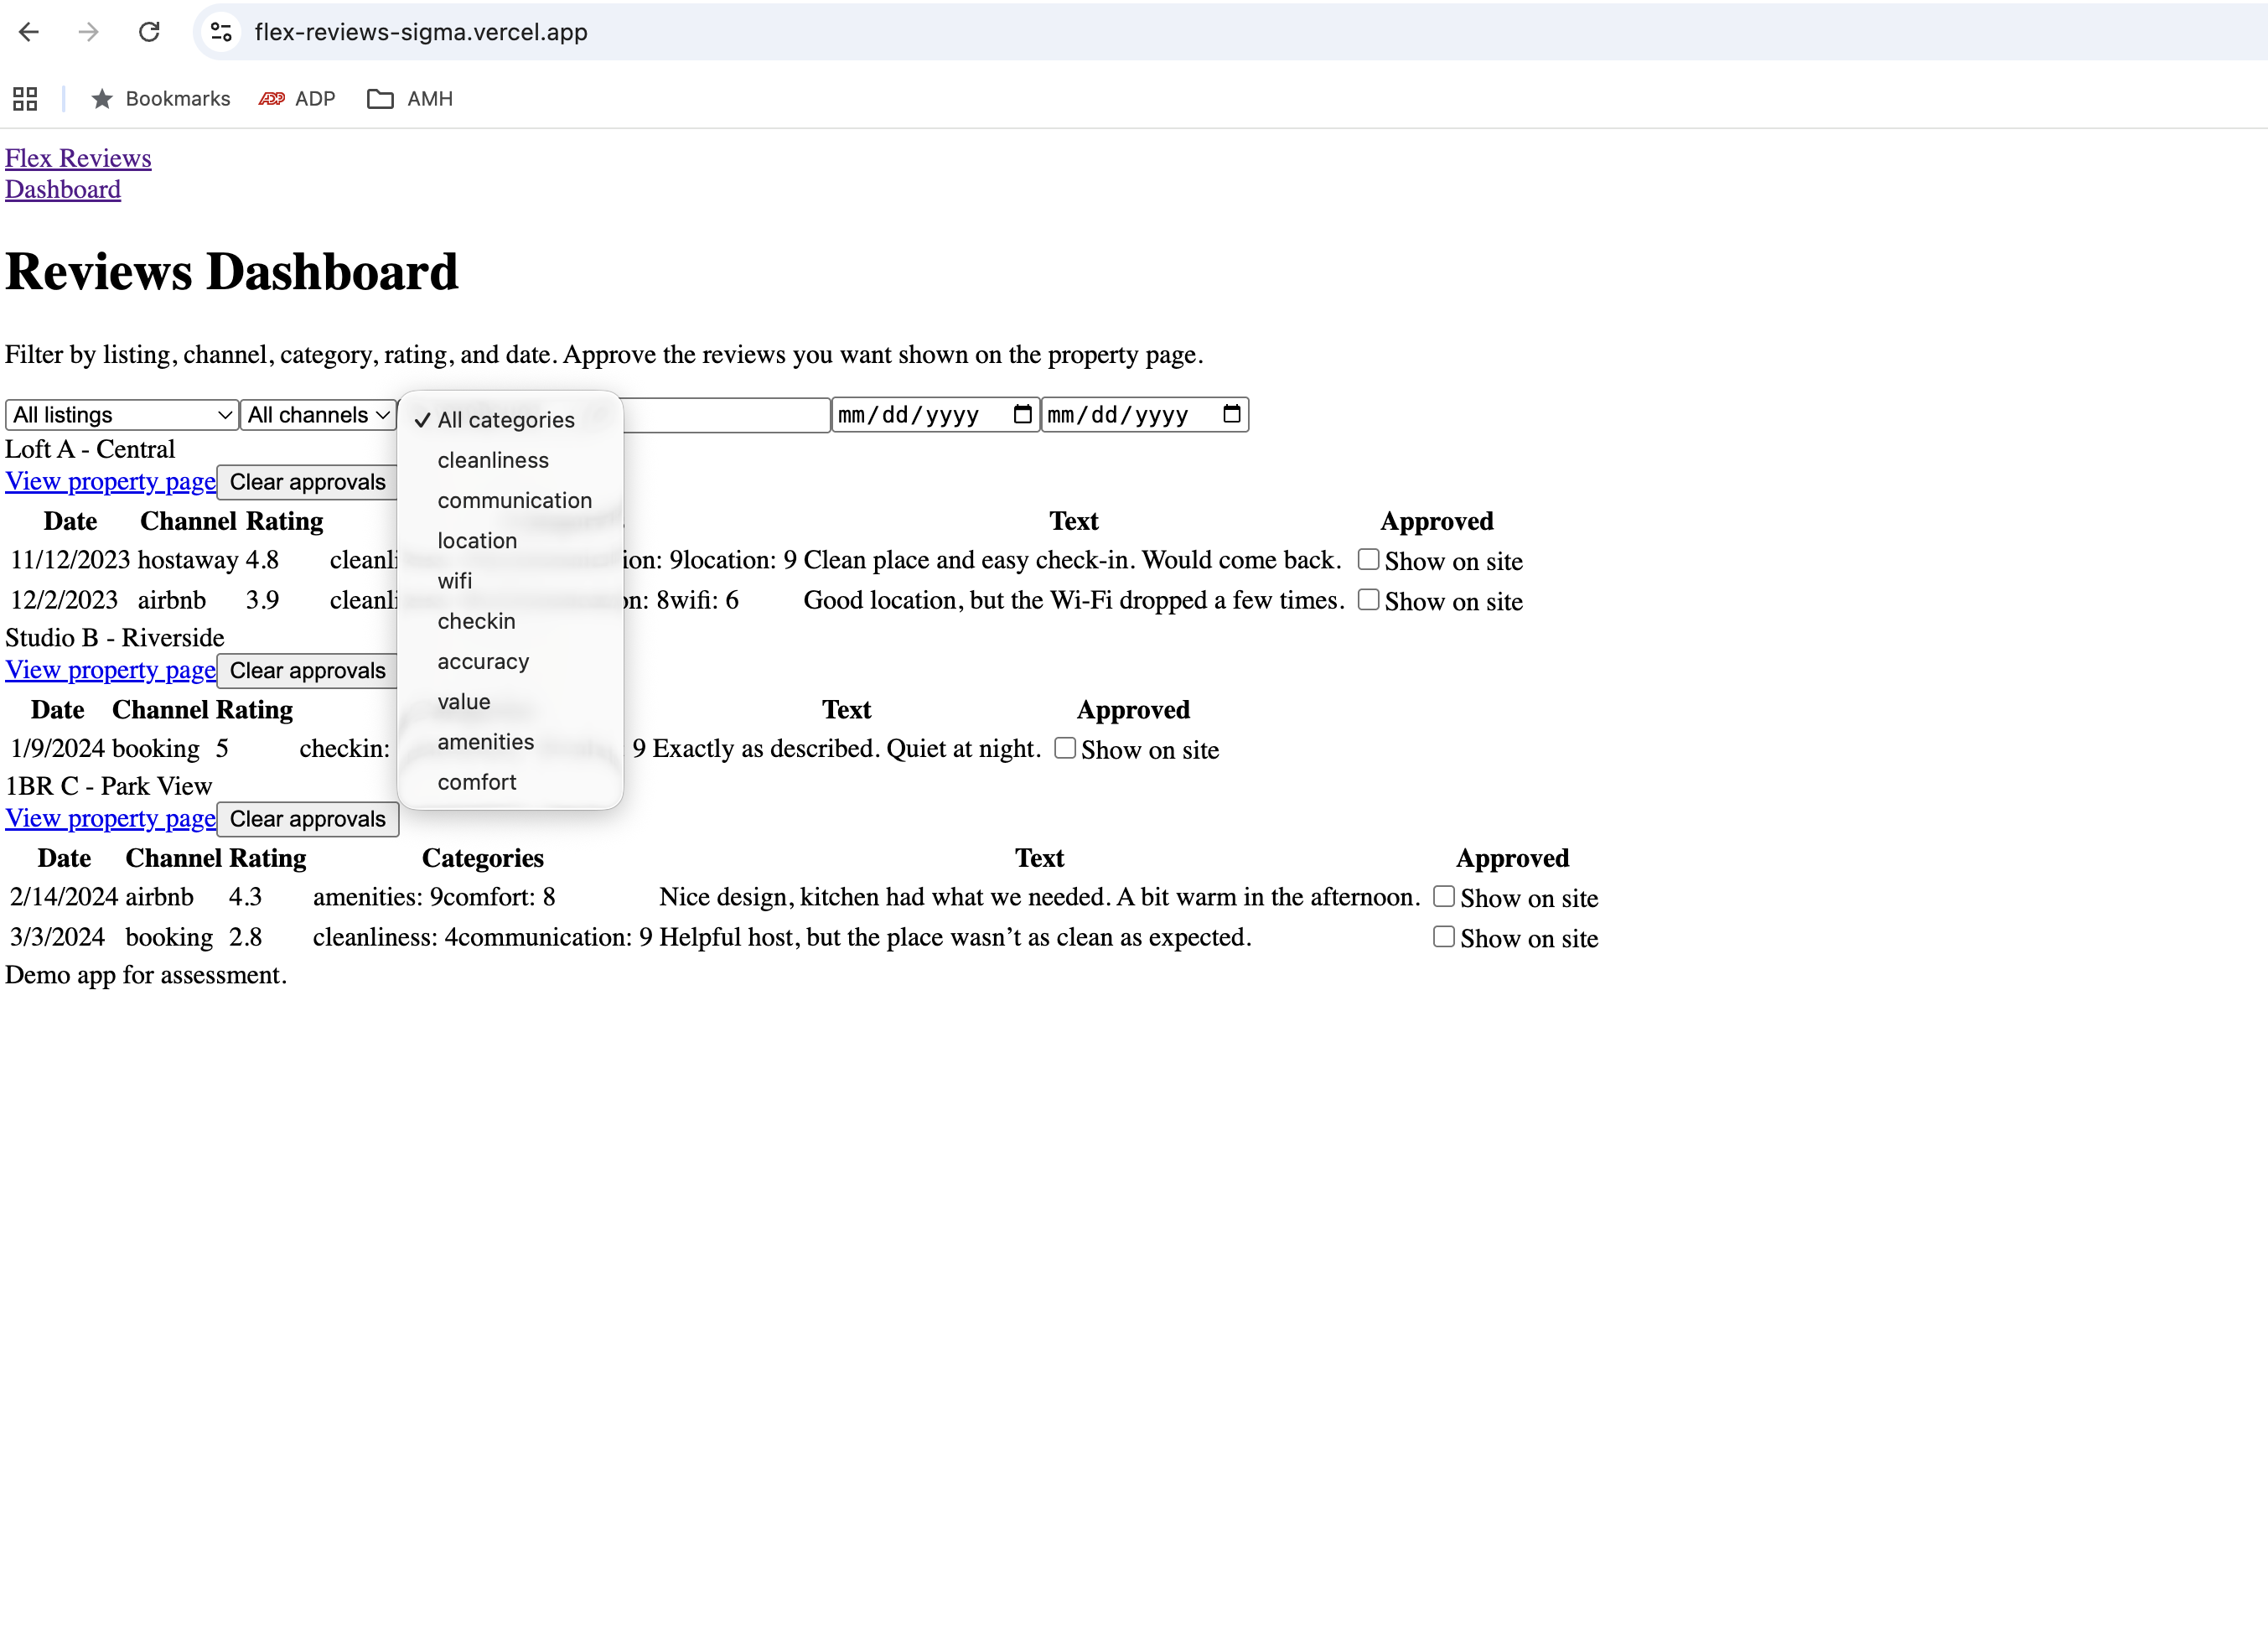 flex-reviews-sigma.vercel.app
Bookmarks ADP ADP AMH
Flex Reviews
Dashboard
Reviews Dashboard
Filter by listing, channel, category, rating, and date. Approve the reviews you want shown on the property page.
All listings All channels mm/dd/yyyy mm/dd/yyyy
✓ All categories
cleanliness
communication
location
wifi
checkin
accuracy
value
amenities
comfort
Loft A - Central
View property page Clear approvals
Date Channel Rating Text Approved
11/12/2023 hostaway 4.8 cleanli ion: 9location: 9 Clean place and easy check-in. Would come back. Show on site
12/2/2023 airbnb 3.9 cleanli on: 8wifi: 6 Good location, but the Wi-Fi dropped a few times. Show on site
Studio B - Riverside
View property page Clear approvals
Date Channel Rating Text Approved
1/9/2024 booking 5 checkin: 9 Exactly as described. Quiet at night. Show on site
1BR C - Park View
View property page Clear approvals
Date Channel Rating Categories Text Approved
2/14/2024 airbnb 4.3 amenities: 9comfort: 8 Nice design, kitchen had what we needed. A bit warm in the afternoon. Show on site
3/3/2024 booking 2.8 cleanliness: 4communication: 9 Helpful host, but the place wasn’t as clean as expected. Show on site
Demo app for assessment.